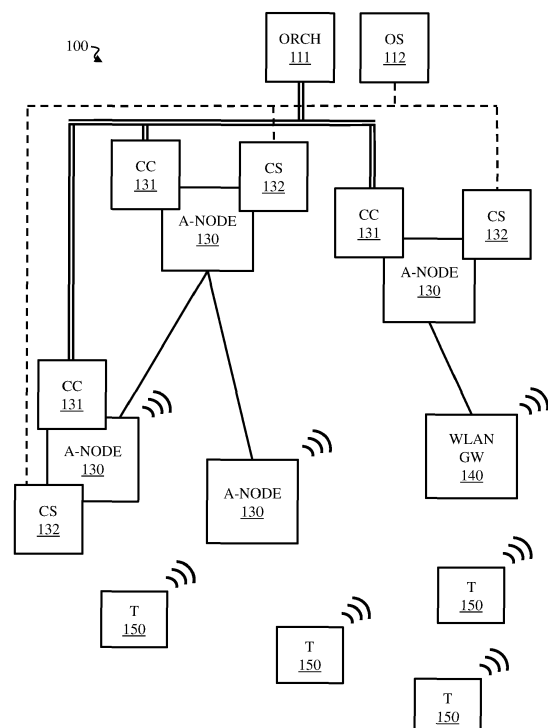 100
ORCH
111
OS
112
CC
131
CS
132
A-NODE
130
CC
131
CS
132
A-NODE
130
CC
131
A-NODE
130
CS
132
A-NODE
130
WLAN
GW
140
T
150
T
150
T
150
T
150